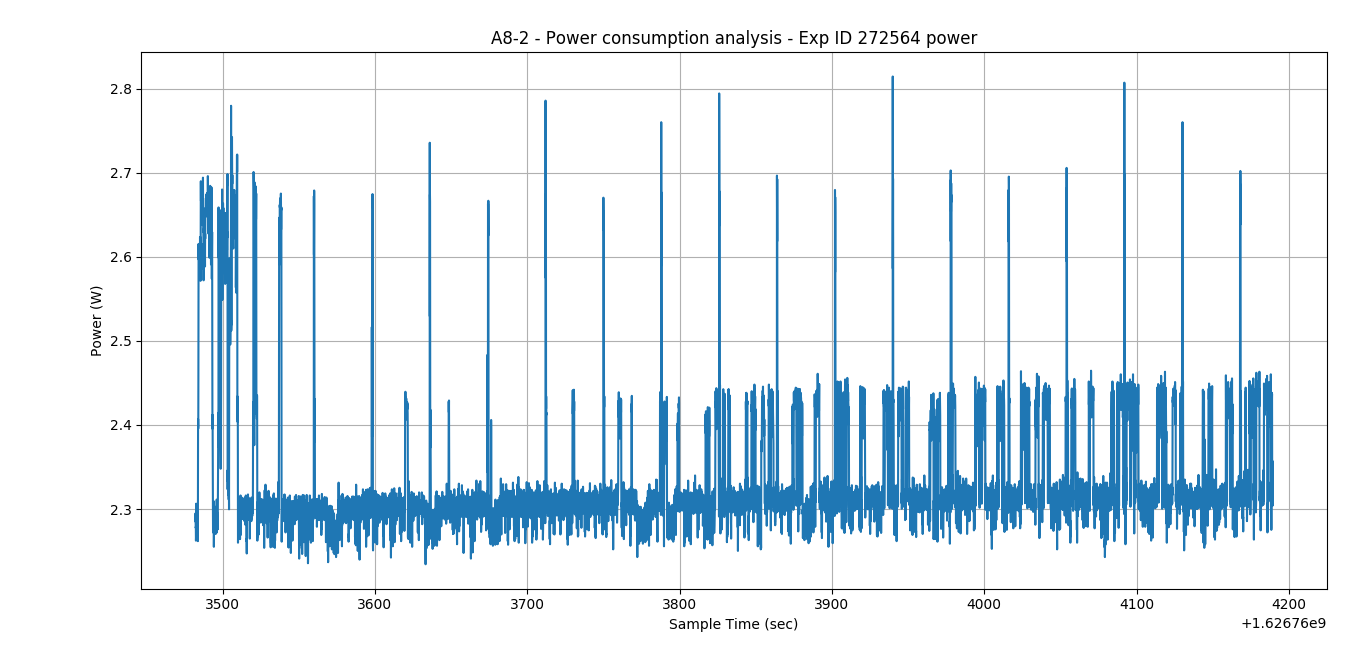 A8-2 - Power consumption analysis - Exp ID 272564 power
2.8
2.7
2.6
2.5
2.4
2.3
Power (W)
3500 3600 3700 3800 3900 4000 4100 4200
Sample Time (sec)
+1.62676e9